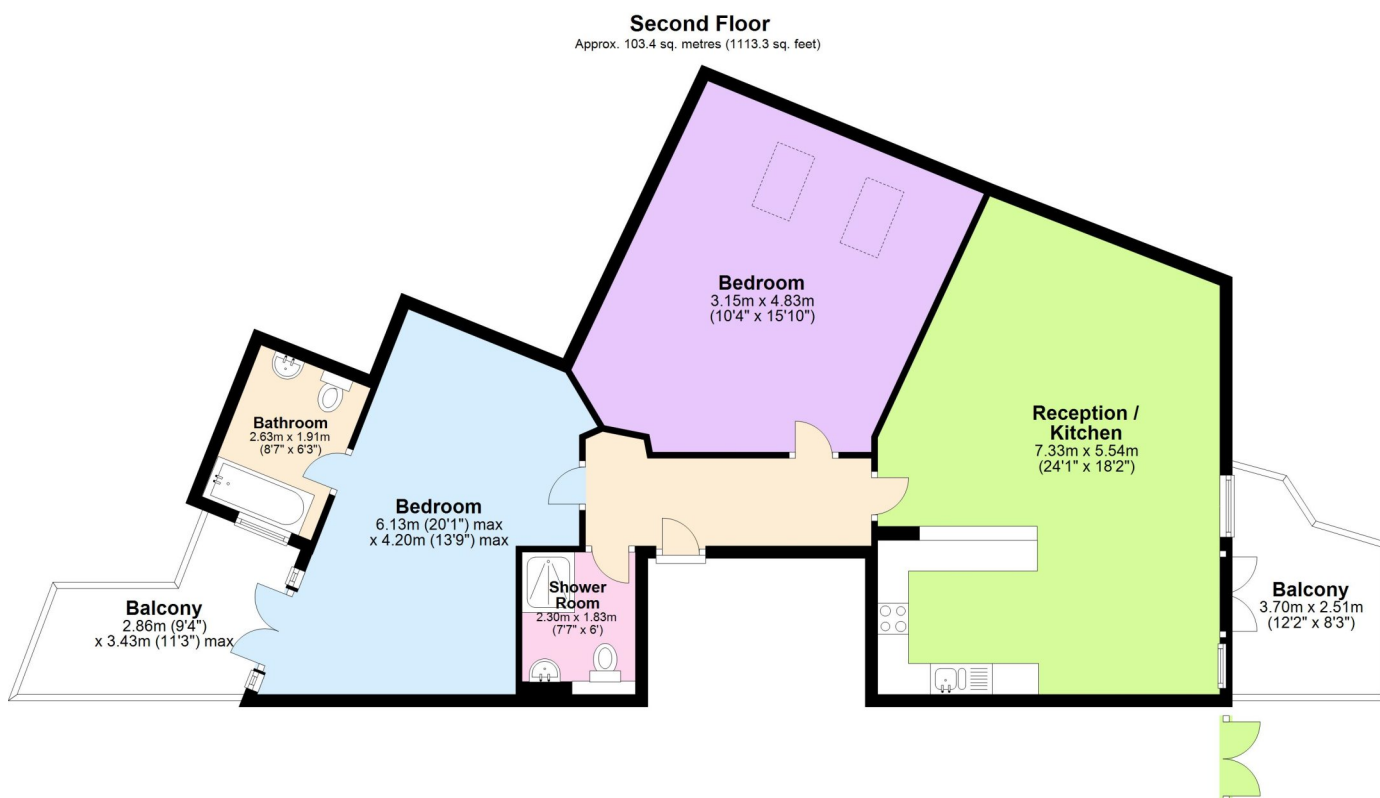 Second Floor
Approx. 103.4 sq. metres (1113.3 sq. feet)
Bedroom
3.15m x 4.83m
(10'4" x 15'10")
Reception /
Kitchen
7.33m x 5.54m
(24'1" x 18'2")
Bathroom
2.63m x 1.91m
(8'7" x 6'3")
Bedroom
6.13m (20'1") max
x 4.20m (13'9") max
Shower
Room
2.30m x 1.83m
(7'7" x 6')
Balcony
2.86m (9'4")
x 3.43m (11'3") max
Balcony
3.70m x 2.51m
(12'2" x 8'3")